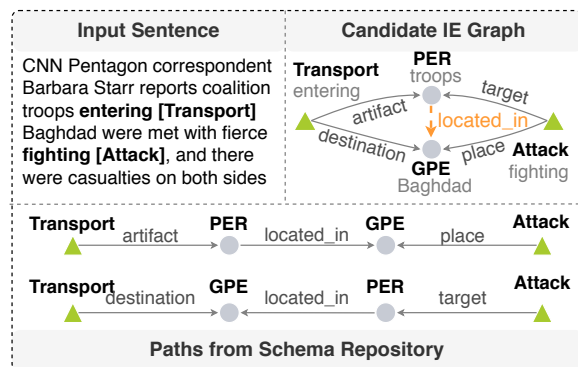 Input Sentence
CNN Pentagon correspondent
Barbara Starr reports coalition
troops entering [Transport]
Baghdad were met with fierce
fighting [Attack], and there
were casualties on both sides
Candidate IE Graph
PER
troops
Transport
entering
artifact
target
located_in
destination
place
GPE
Baghdad
Attack
fighting
Transport PER GPE Attack
artifact located_in place
Transport GPE PER Attack
destination located_in target
Paths from Schema Repository